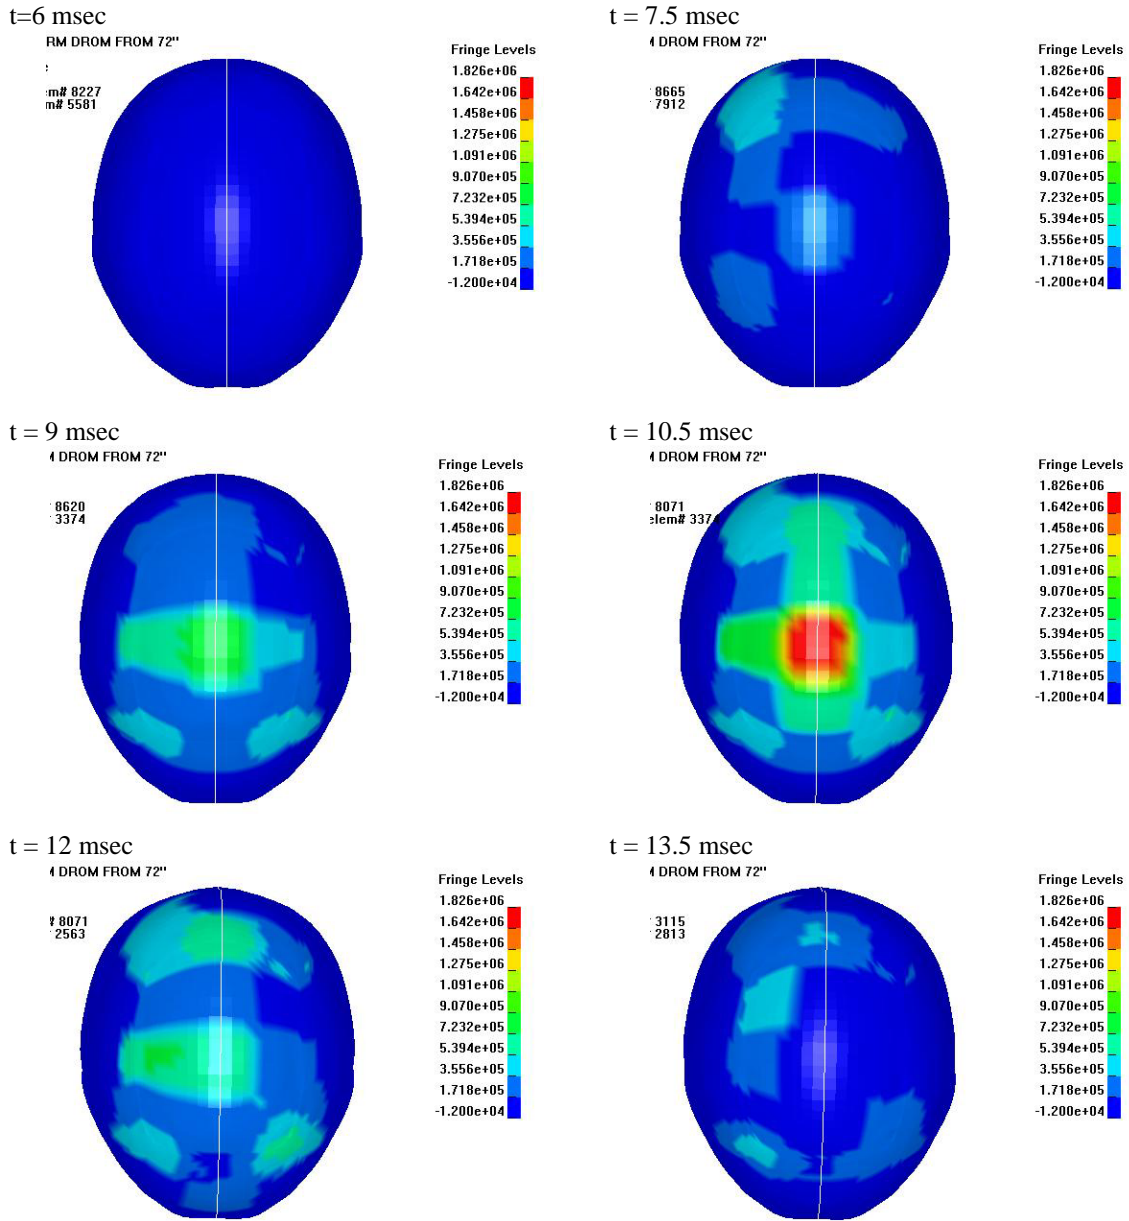 t=6 msec
RM DROM FROM 72"
em# 8227
m# 5581
Fringe Levels
1.826e+06
1.642e+06
1.458e+06
1.275e+06
1.091e+06
9.070e+05
7.232e+05
5.394e+05
3.556e+05
1.718e+05
-1.200e+04
t = 7.5 msec
DROM FROM 72"
8665
7912
Fringe Levels
1.826e+06
1.642e+06
1.458e+06
1.275e+06
1.091e+06
9.070e+05
7.232e+05
5.394e+05
3.556e+05
1.718e+05
-1.200e+04
t = 9 msec
DROM FROM 72"
8620
3374
Fringe Levels
1.826e+06
1.642e+06
1.458e+06
1.275e+06
1.091e+06
9.070e+05
7.232e+05
5.394e+05
3.556e+05
1.718e+05
-1.200e+04
t = 10.5 msec
DROM FROM 72"
8071
elem# 3374
Fringe Levels
1.826e+06
1.642e+06
1.458e+06
1.275e+06
1.091e+06
9.070e+05
7.232e+05
5.394e+05
3.556e+05
1.718e+05
-1.200e+04
t = 12 msec
DROM FROM 72"
# 8071
2563
Fringe Levels
1.826e+06
1.642e+06
1.458e+06
1.275e+06
1.091e+06
9.070e+05
7.232e+05
5.394e+05
3.556e+05
1.718e+05
-1.200e+04
t = 13.5 msec
DROM FROM 72"
3115
2813
Fringe Levels
1.826e+06
1.642e+06
1.458e+06
1.275e+06
1.091e+06
9.070e+05
7.232e+05
5.394e+05
3.556e+05
1.718e+05
-1.200e+04